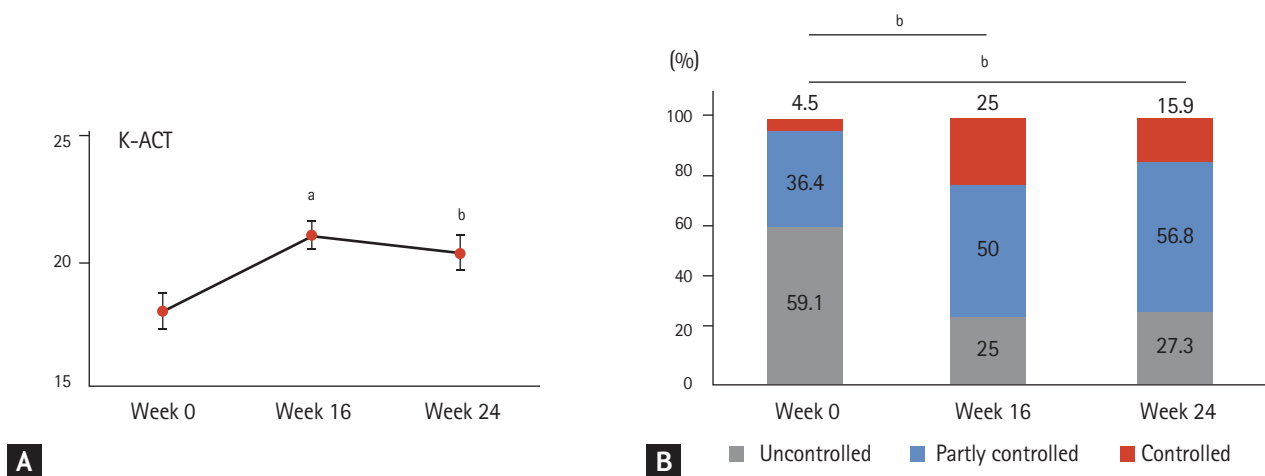 25
K-ACT
a
b
20
15
Week 0 Week 16 Week 24
A
b
(%)
b
4.5 25 15.9
100
36.4
80
60
50
56.8
40
59.1
20
25
27.3
0
Week 0 Week 16 Week 24
B
Uncontrolled Partly controlled Controlled